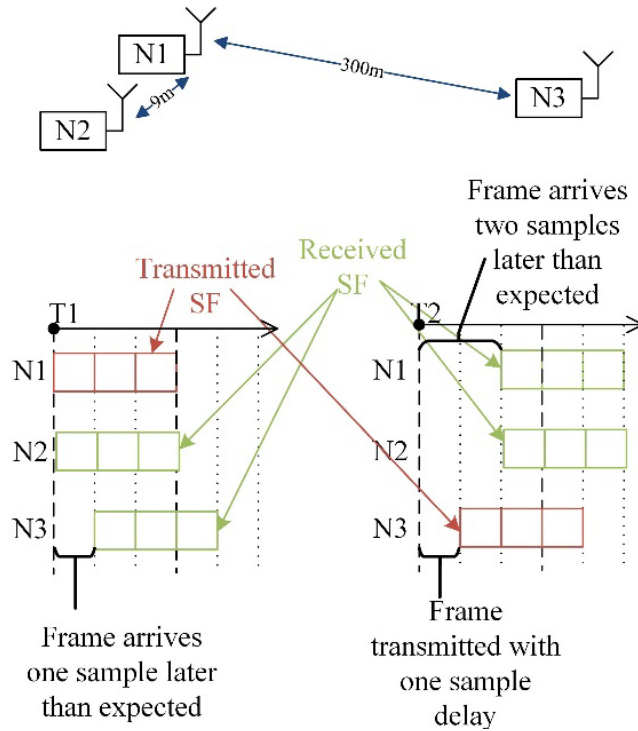 N1
300m
N3
9m
N2
Frame arrives
two samples
later than
expected
Received
SF
Transmitted
SF
T1
T2
N1
N1
N2
N2
N3
N3
Frame arrives
one sample later
than expected
Frame
transmitted with
one sample
delay